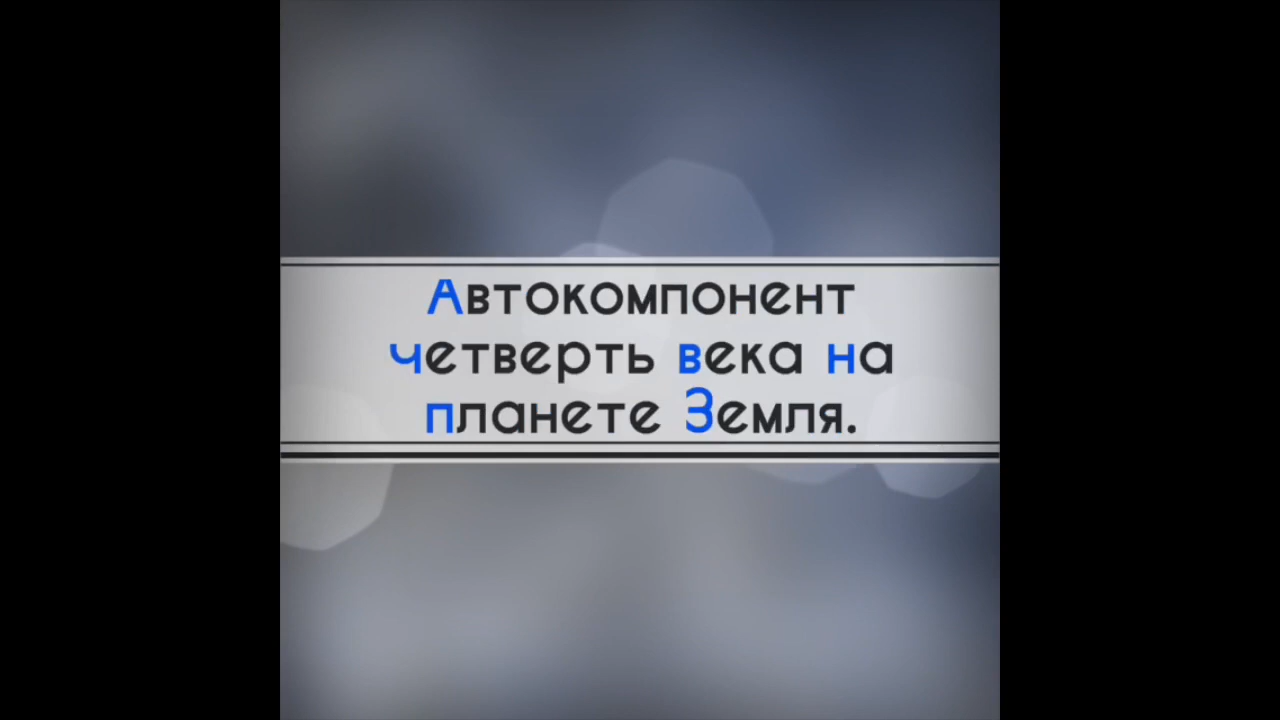 Автокомпонент
четверть века на
планете Земля.